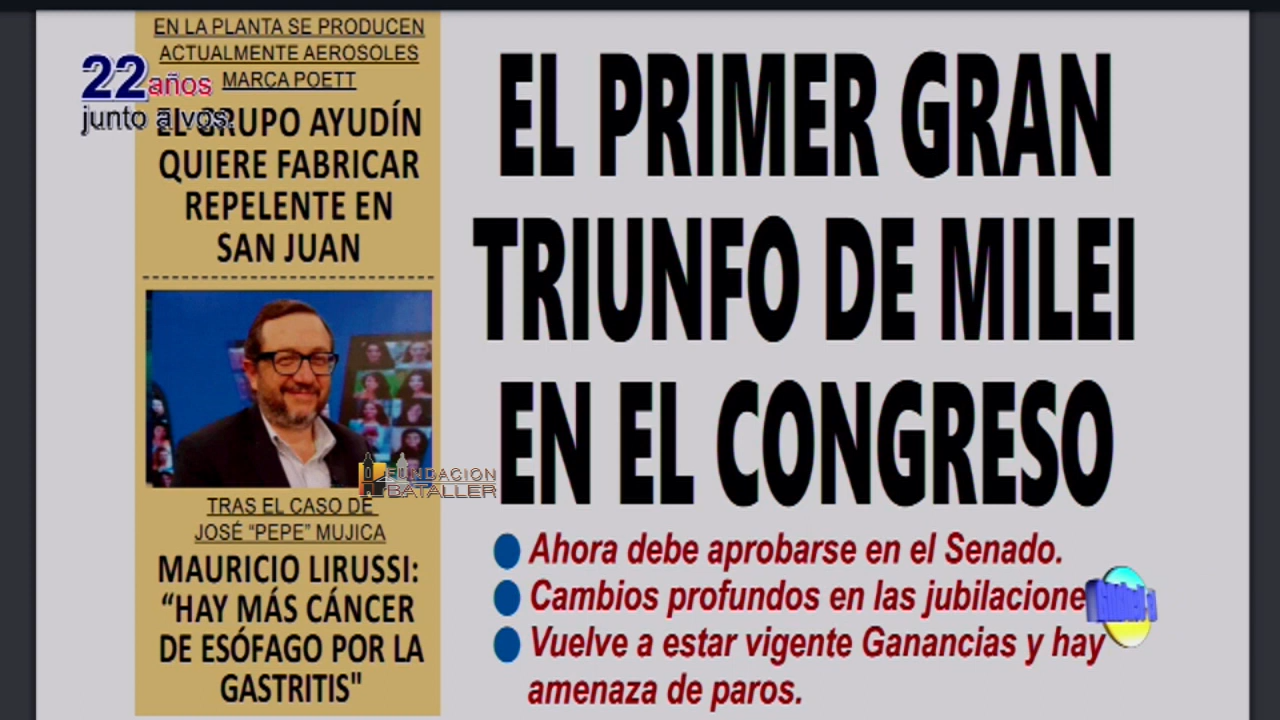 EN LA PLANTA SE PRODUCEN
ACTUALMENTE AEROSOLES
MARCA POETT
22 años
junto a vos.
EL GRUPO AYUDÍN
QUIERE FABRICAR
REPELENTE EN
SAN JUAN
TRAS EL CASO DE
JOSÉ “PEPE” MUJICA
MAURICIO LIRUSSI:
“HAY MÁS CÁNCER
DE ESÓFAGO POR LA
GASTRITIS"
FUNDACION
BATALLER
EL PRIMER GRAN
TRIUNFO DE MILEI
EN EL CONGRESO
Ahora debe aprobarse en el Senado.
Cambios profundos en las jubilacione
Vuelve a estar vigente Ganancias y hay
amenaza de paros.